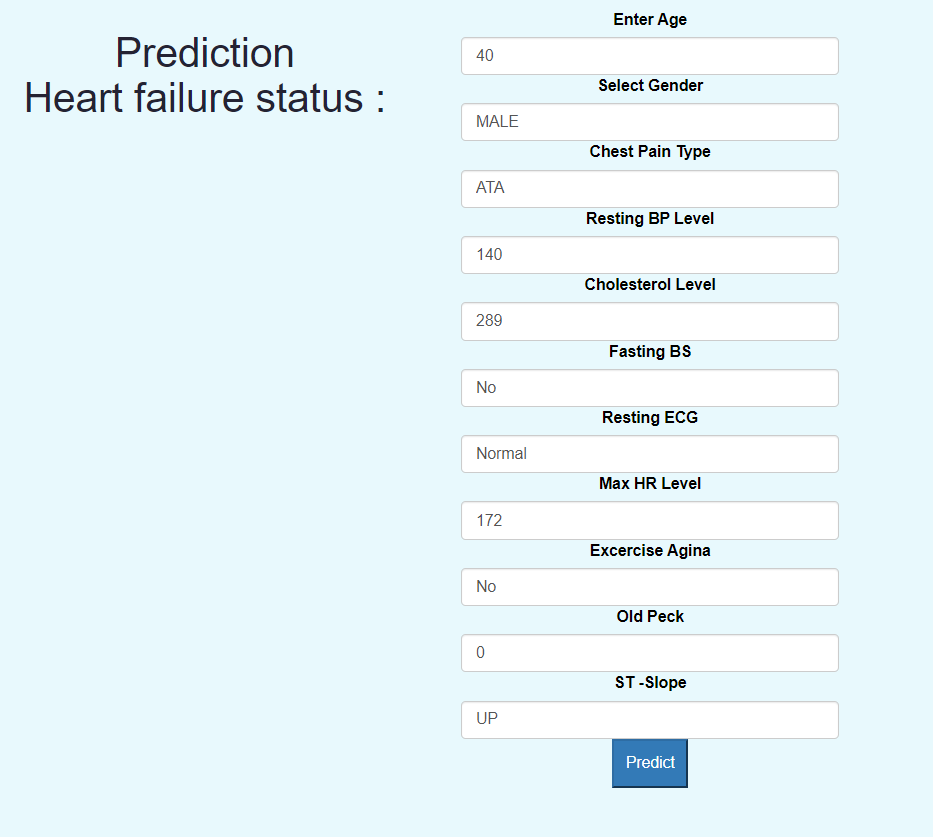 Prediction
Heart failure status :
Enter Age
40
Select Gender
MALE
Chest Pain Type
ATA
Resting BP Level
140
Cholesterol Level
289
Fasting BS
No
Resting ECG
Normal
Max HR Level
172
Excercise Agina
No
Old Peck
0
ST -Slope
UP
Predict